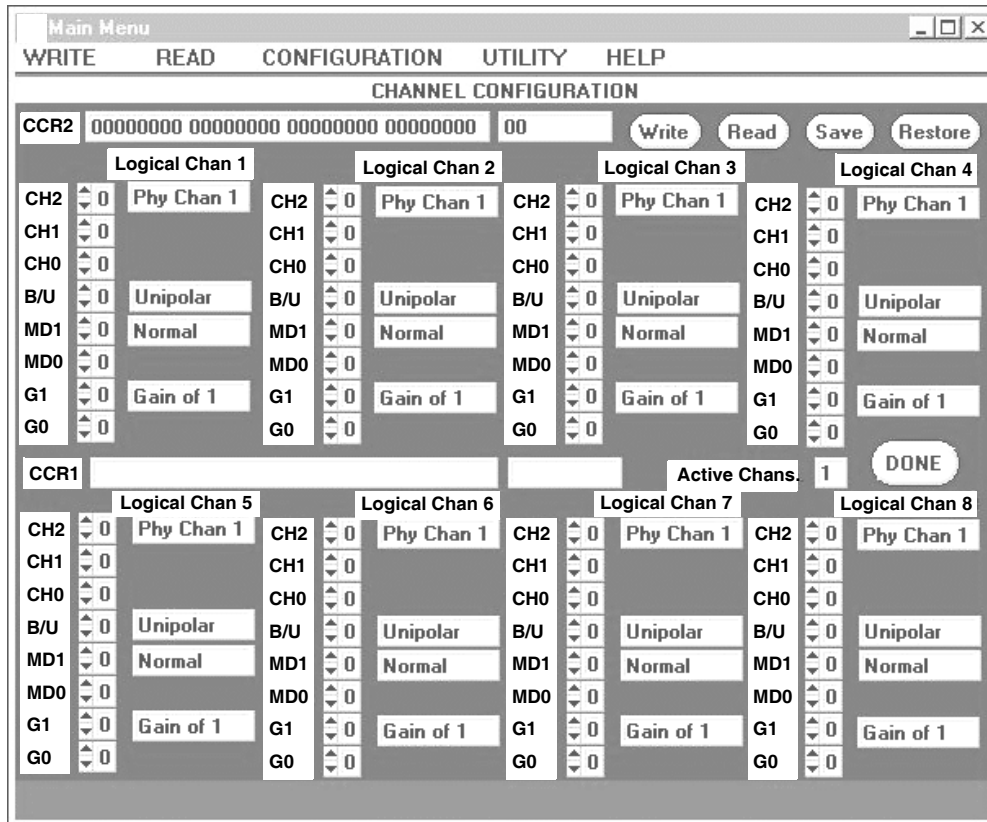 Main Menu
WRITE READ CONFIGURATION UTILITY HELP
CHANNEL CONFIGURATION
CCR2 00000000 00000000 00000000 00000000 00 Write Read Save Restore
Logical Chan 1 Logical Chan 2 Logical Chan 3 Logical Chan 4
CH2 0 Phy Chan 1 CH2 0 Phy Chan 1 CH2 0 Phy Chan 1 CH2 0 Phy Chan 1
CH1 0 CH1 0 CH1 0 CH1 0
CH0 0 CH0 0 CH0 0 CH0 0
B/U 0 Unipolar B/U 0 Unipolar B/U 0 Unipolar B/U 0 Unipolar
MD1 0 Normal MD1 0 Normal MD1 0 Normal MD1 0 Normal
MD0 0 MD0 0 MD0 0 MD0 0
G1 0 Gain of 1 G1 0 Gain of 1 G1 0 Gain of 1 G1 0 Gain of 1
G0 0 G0 0 G0 0 G0 0
CCR1 Active Chans. 1 DONE
Logical Chan 5 Logical Chan 6 Logical Chan 7 Logical Chan 8
CH2 0 Phy Chan 1 CH2 0 Phy Chan 1 CH2 0 Phy Chan 1 CH2 0 Phy Chan 1
CH1 0 CH1 0 CH1 0 CH1 0
CH0 0 CH0 0 CH0 0 CH0 0
B/U 0 Unipolar B/U 0 Unipolar B/U 0 Unipolar B/U 0 Unipolar
MD1 0 Normal MD1 0 Normal MD1 0 Normal MD1 0 Normal
MD0 0 MD0 0 MD0 0 MD0 0
G1 0 Gain of 1 G1 0 Gain of 1 G1 0 Gain of 1 G1 0 Gain of 1
G0 0 G0 0 G0 0 G0 0